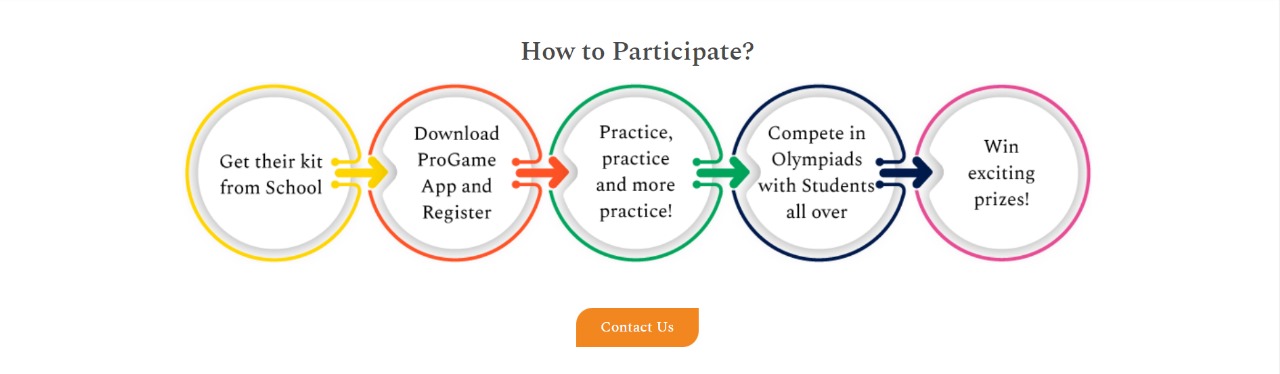 How to Participate?
Get their kit
from School
Download
ProGame
App and
Register
Practice,
practice
and more
practice!
Compete in
Olympiads
with Students
all over
Win
exciting
prizes!
Contact Us